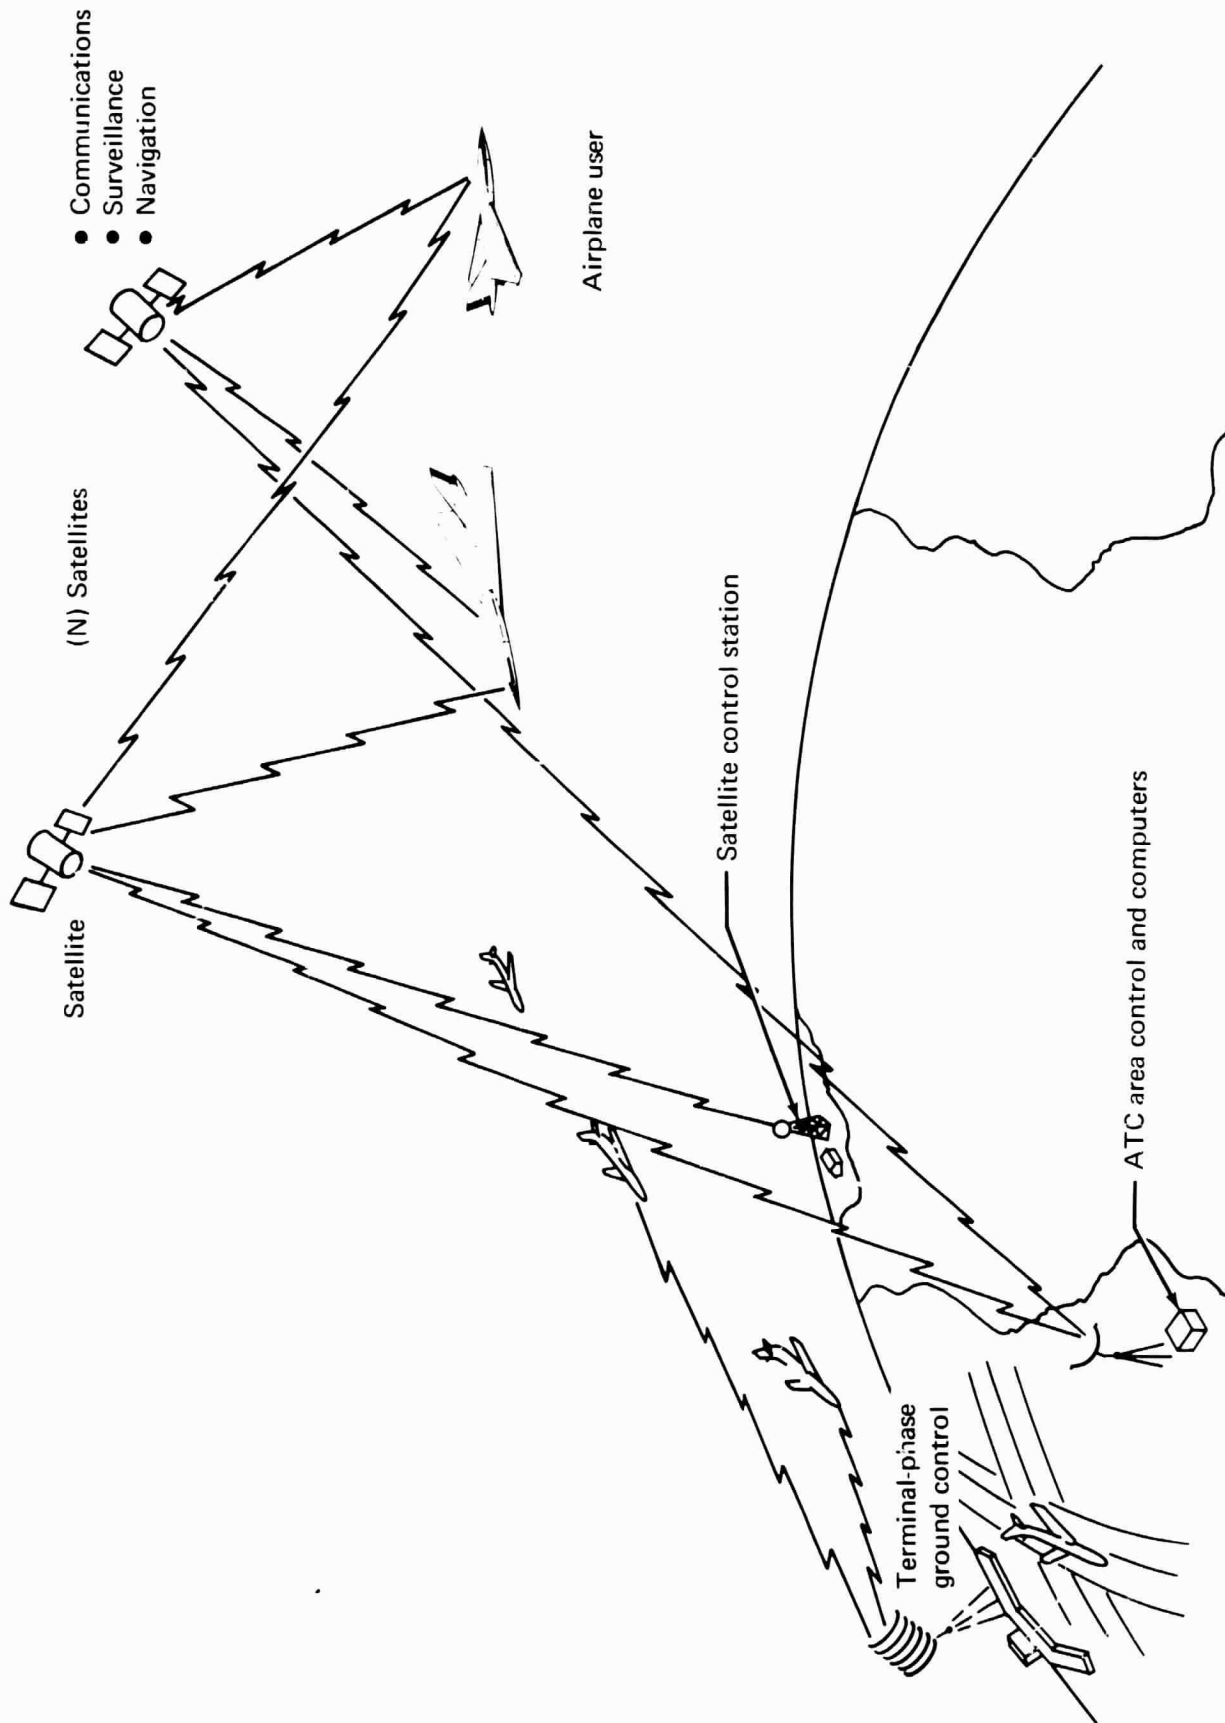 ● Communications
● Surveillance
● Navigation
(N) Satellites
Satellite
Airplane user
Satellite control station
Terminal-phase
ground control
ATC area control and computers